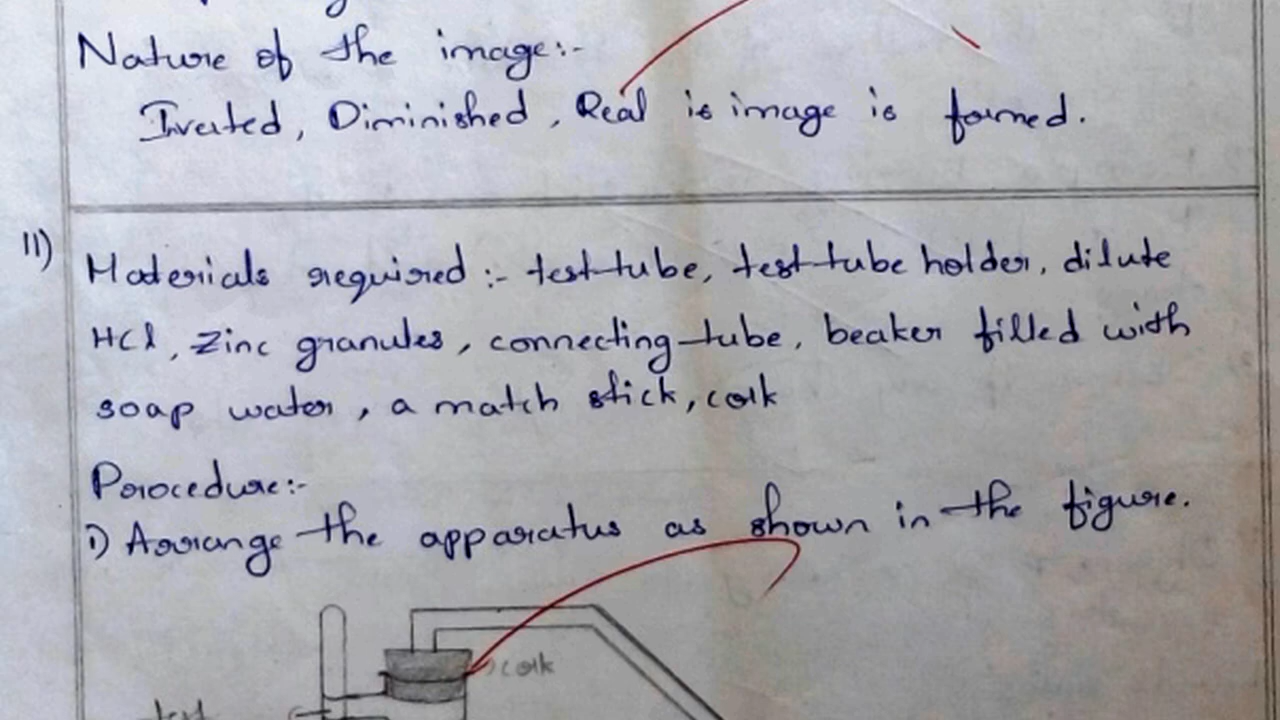 Nature of the image:-
Iverted, Diminished, Real is image is formed.
11)
Materials required :- test-tube, test-tube holder, dilute
HCl, Zinc granules, connecting-tube, beaker filled with
soap water, a match stick, cork
Procedure:-
i) Arrange the apparatus as shown in the figure.
cork
test